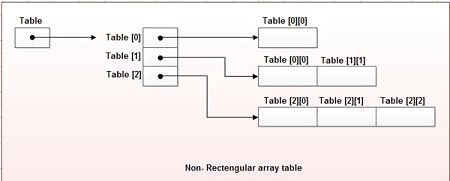 Table
Table [0][0]
Table [0]
Table [1]
Table [2]
Table [0][0] Table [1][1]
Table [2][0] Table [2][1] Table [2][2]
Non- Rectengular array table